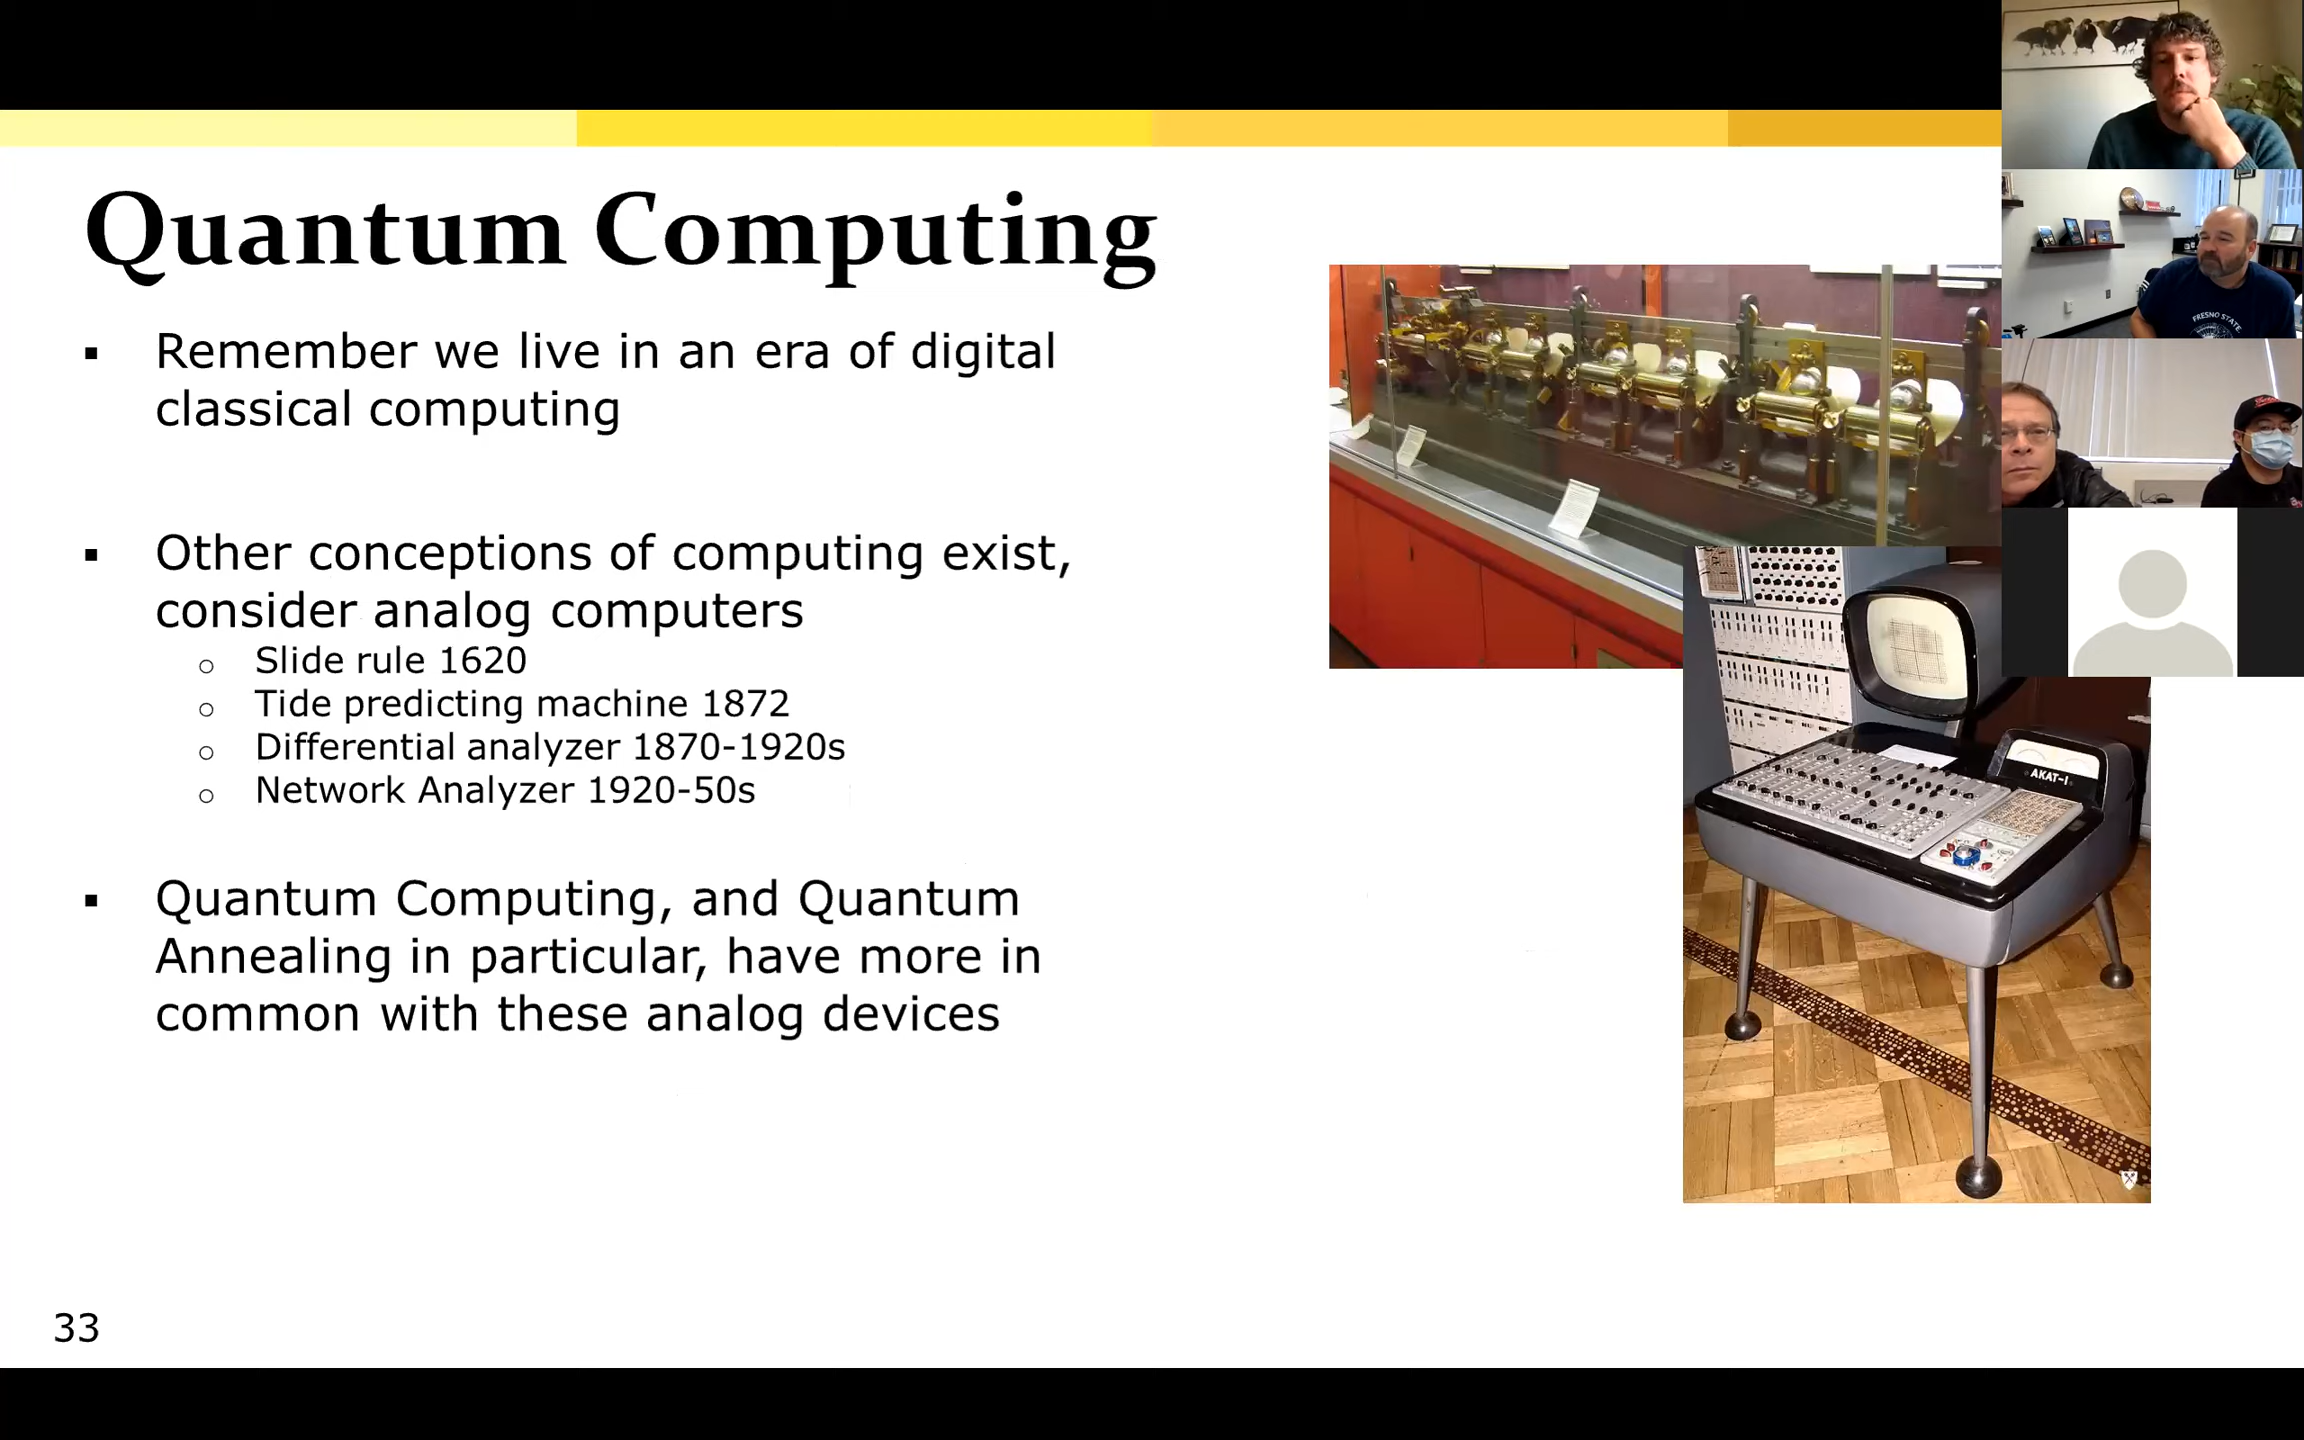 Quantum Computing
▪ Remember we live in an era of digital
classical computing
▪ Other conceptions of computing exist,
consider analog computers
○ Slide rule 1620
○ Tide predicting machine 1872
○ Differential analyzer 1870-1920s
○ Network Analyzer 1920-50s
▪ Quantum Computing, and Quantum
Annealing in particular, have more in
common with these analog devices
33
FRESNO STATE
AKAT-I